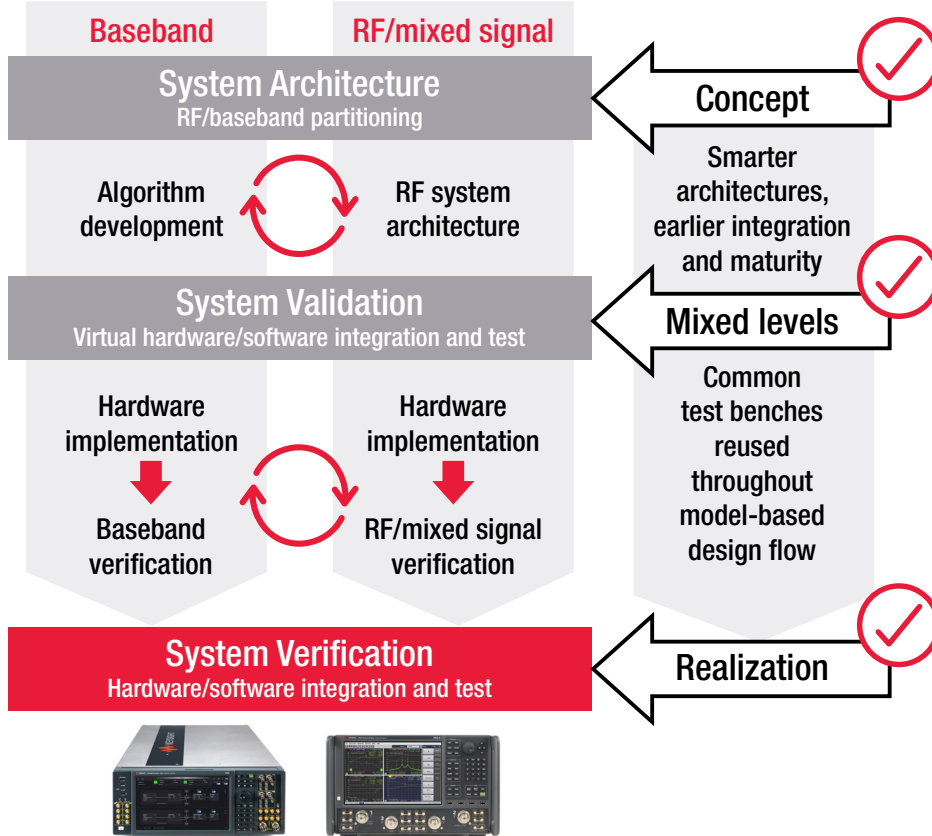 Baseband
RF/mixed signal
System Architecture
RF/baseband partitioning
Concept
Algorithm
development
RF system
architecture
Smarter
architectures,
earlier integration
and maturity
System Validation
Virtual hardware/software integration and test
Mixed levels
Hardware
implementation
Hardware
implementation
Baseband
verification
RF/mixed signal
verification
Common
test benches
reused
throughout
model-based
design flow
System Verification
Hardware/software integration and test
Realization
KEYSIGHT